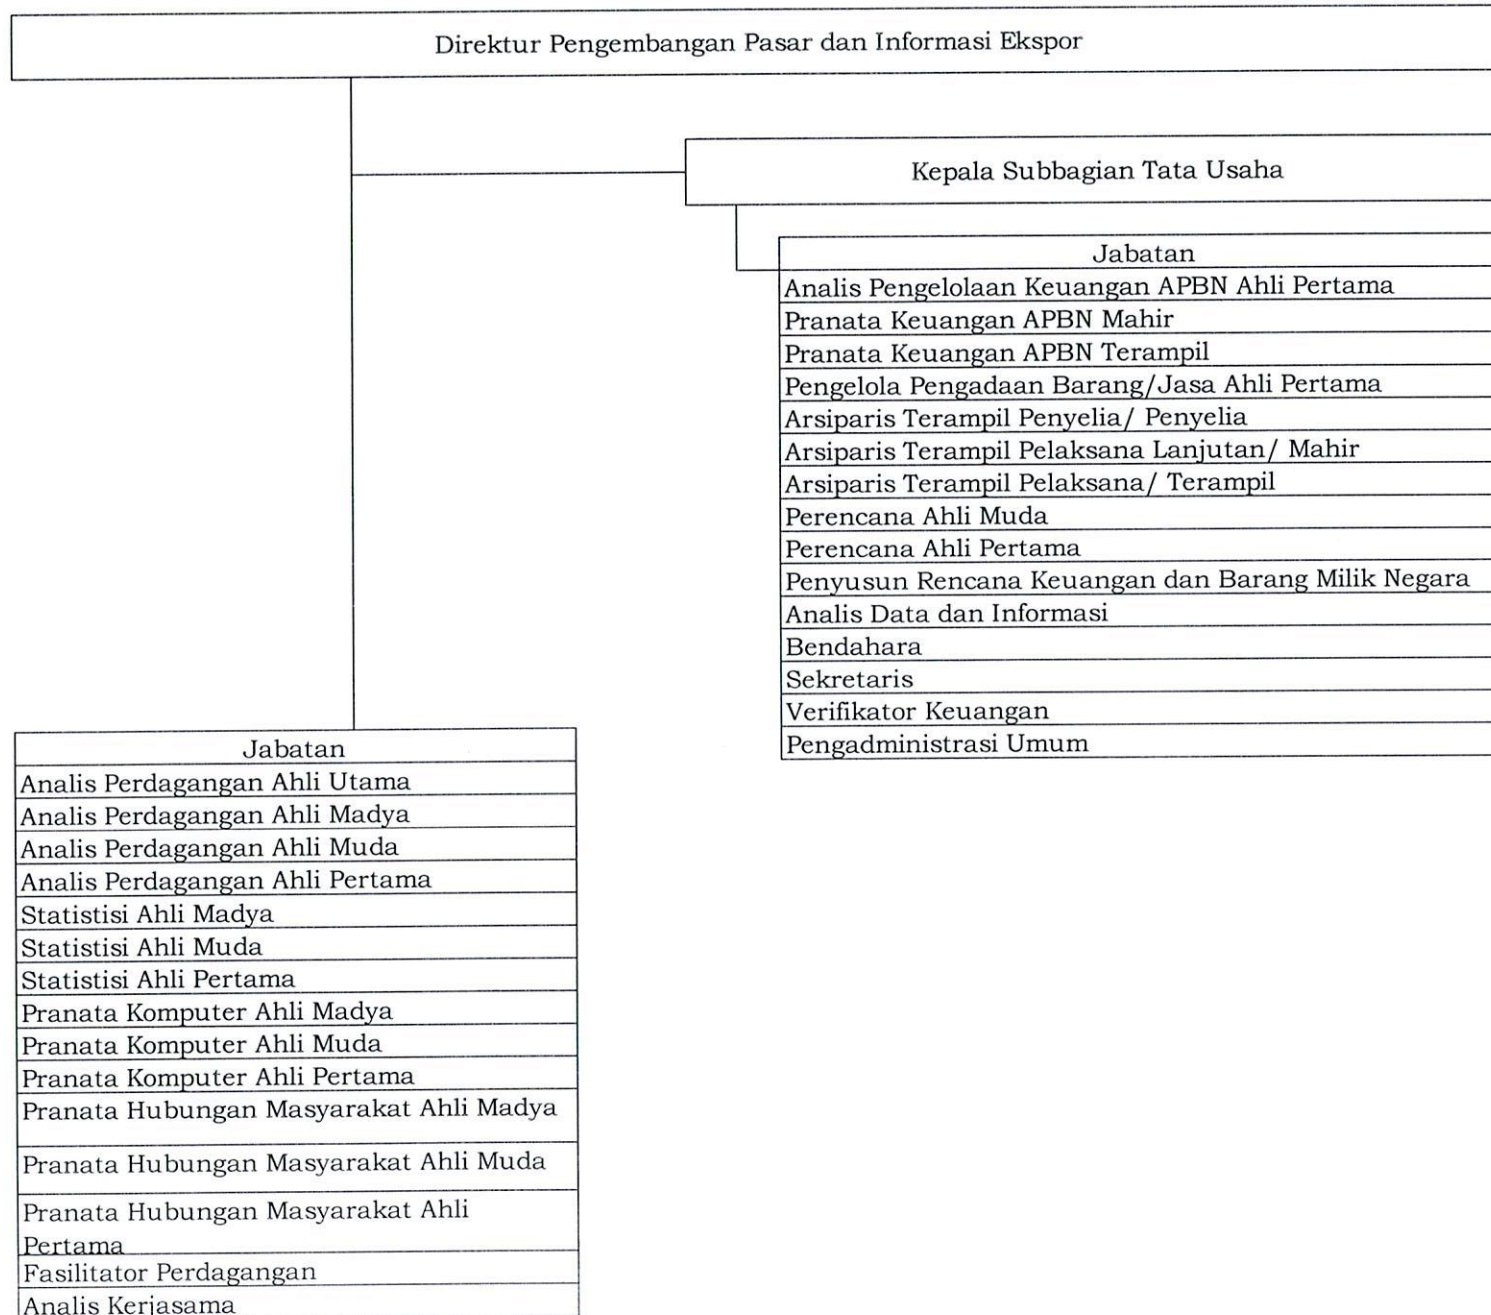 Direktur Pengembangan Pasar dan Informasi Ekspor
Kepala Subbagian Tata Usaha
Jabatan
Analis Pengelolaan Keuangan APBN Ahli Pertama
Pranata Keuangan APBN Mahir
Pranata Keuangan APBN Terampil
Pengelola Pengadaan Barang/Jasa Ahli Pertama
Arsiparis Terampil Penyelia/ Penyelia
Arsiparis Terampil Pelaksana Lanjutan/ Mahir
Arsiparis Terampil Pelaksana/ Terampil
Perencana Ahli Muda
Perencana Ahli Pertama
Penyusun Rencana Keuangan dan Barang Milik Negara
Analis Data dan Informasi
Bendahara
Sekretaris
Verifikator Keuangan
Pengadministrasi Umum
Jabatan
Analis Perdagangan Ahli Utama
Analis Perdagangan Ahli Madya
Analis Perdagangan Ahli Muda
Analis Perdagangan Ahli Pertama
Statistisi Ahli Madya
Statistisi Ahli Muda
Statistisi Ahli Pertama
Pranata Komputer Ahli Madya
Pranata Komputer Ahli Muda
Pranata Komputer Ahli Pertama
Pranata Hubungan Masyarakat Ahli Madya
Pranata Hubungan Masyarakat Ahli Muda
Pranata Hubungan Masyarakat Ahli
Pertama
Fasilitator Perdagangan
Analis Kerjasama